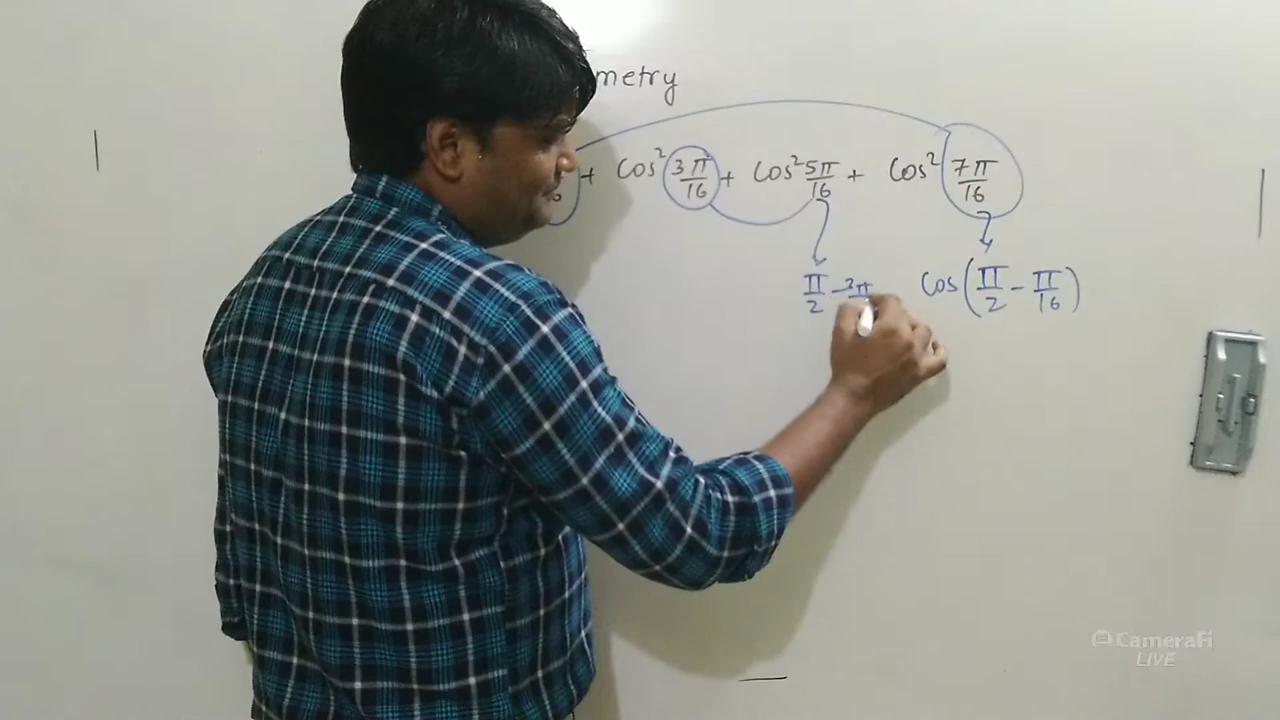 metry
+ Cos² 3π/16 + Cos² 5π/16 + Cos² 7π/16
π/2 - 3π Cos(π/2 - π/16)
CameraFi
LIVE